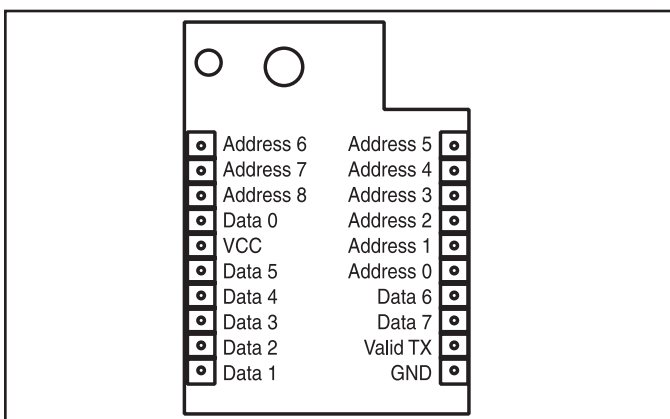 Address 6 Address 5
Address 7 Address 4
Address 8 Address 3
Data 0 Address 2
VCC Address 1
Data 5 Address 0
Data 4 Data 6
Data 3 Data 7
Data 2 Valid TX
Data 1 GND